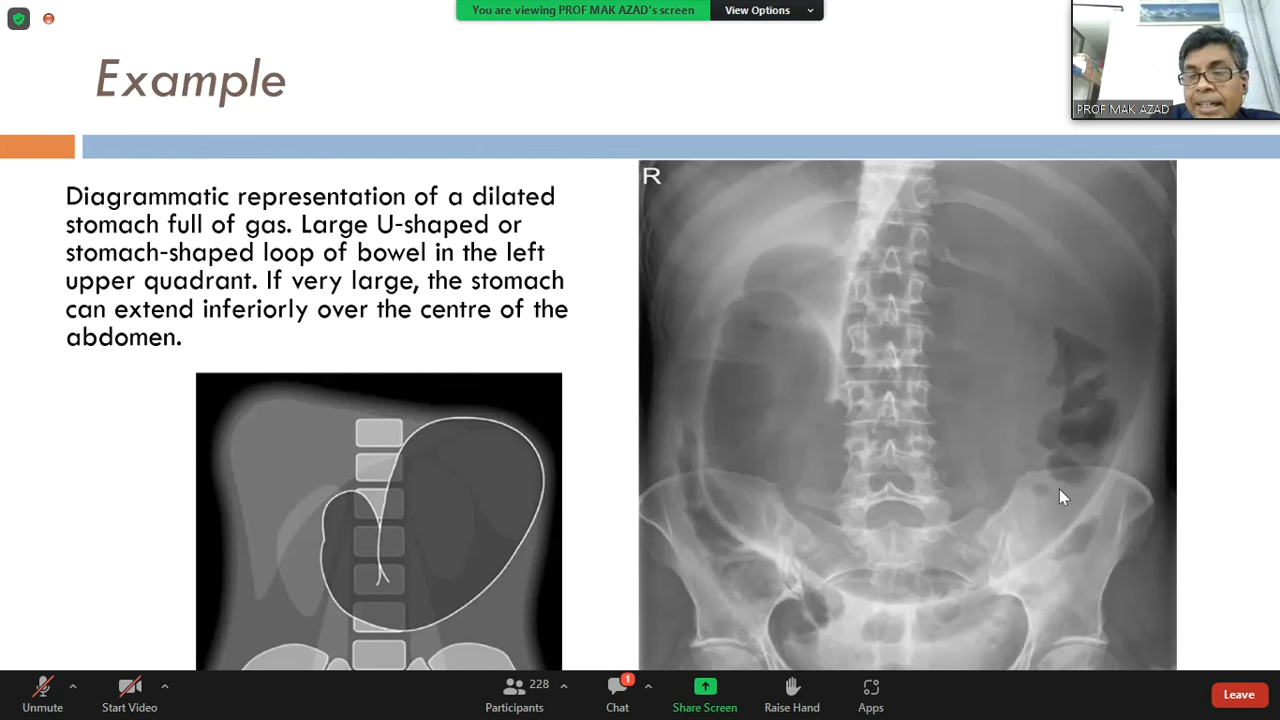 You are viewing PROF MAK AZAD's screen
View Options
Example
PROF MAK AZAD
Diagrammatic representation of a dilated
stomach full of gas. Large U-shaped or
stomach-shaped loop of bowel in the left
upper quadrant. If very large, the stomach
can extend inferiorly over the centre of the
abdomen.
R
Unmute
Start Video
228
Participants
1
Chat
Share Screen
Raise Hand
Apps
Leave